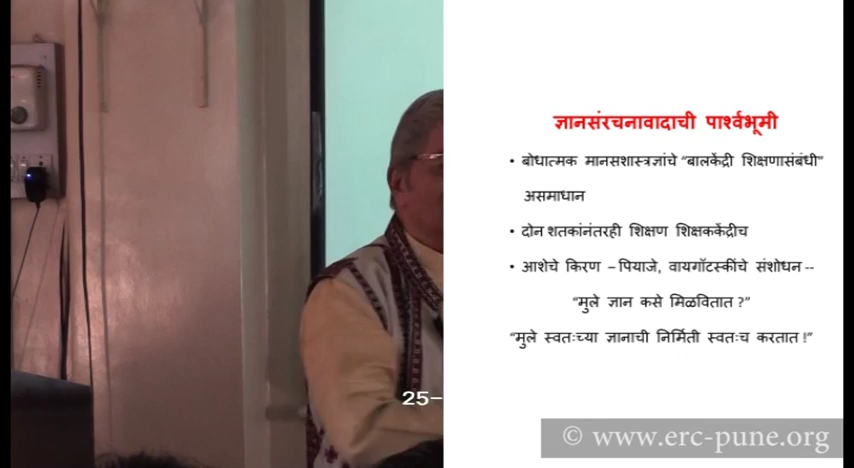 ज्ञानसंरचनावादाची पार्श्वभूमी
• बोधात्मक मानसशास्त्रज्ञांचे "बालकेंद्री शिक्षणासंबंधी"
असमाधान
• दोन शतकांनंतरही शिक्षण शिक्षककेंद्रीच
• आशेचे किरण – पियाजे, वायगॉटस्कींचे संशोधन --
"मुले ज्ञान कसे मिळवितात ?"
"मुले स्वतःच्या ज्ञानाची निर्मिती स्वतःच करतात !"
25-
© www.erc-pune.org